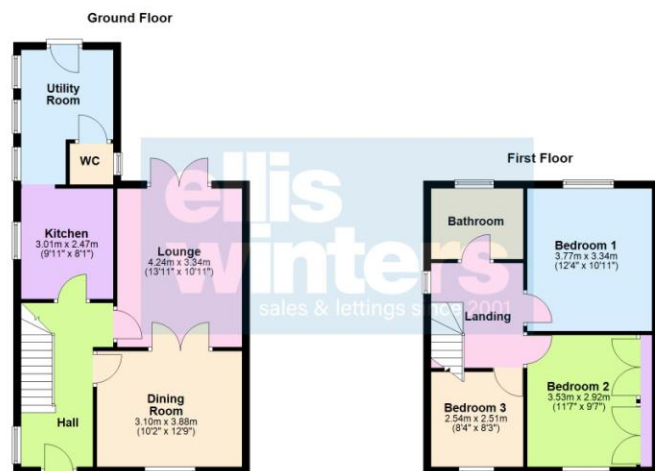 Ground Floor
Utility
Room
WC
Kitchen
3.01m x 2.47m
(9'11" x 8'1")
Lounge
4.24m x 3.34m
(13'11" x 10'11")
Dining
Room
3.10m x 3.88m
(10'2" x 12'9")
Hall
First Floor
Bathroom
Bedroom 1
3.77m x 3.34m
(12'4" x 10'11")
Landing
Bedroom 2
3.53m x 2.92m
(11'7" x 9'7")
Bedroom 3
2.54m x 2.51m
(8'4" x 8'3")
ellis
winters
sales & lettings since 2001